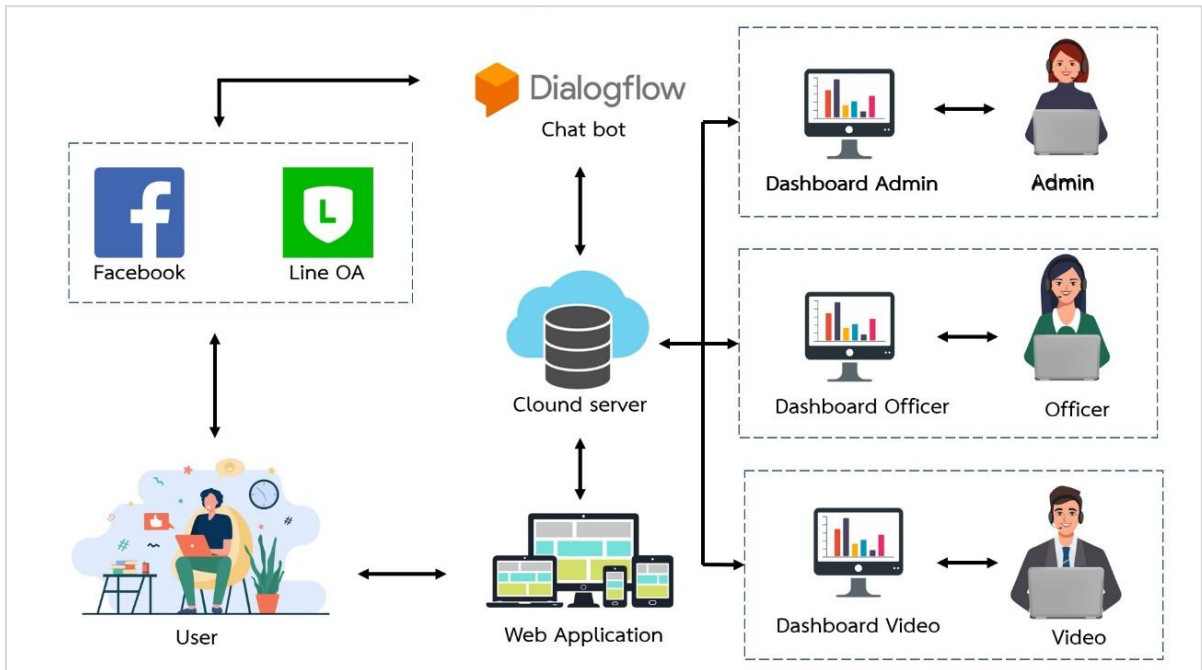 Dialogflow
Chat bot
Facebook
L
Line OA
Dashboard Admin
Admin
Clound server
Dashboard Officer
Officer
User
Web Application
Dashboard Video
Video